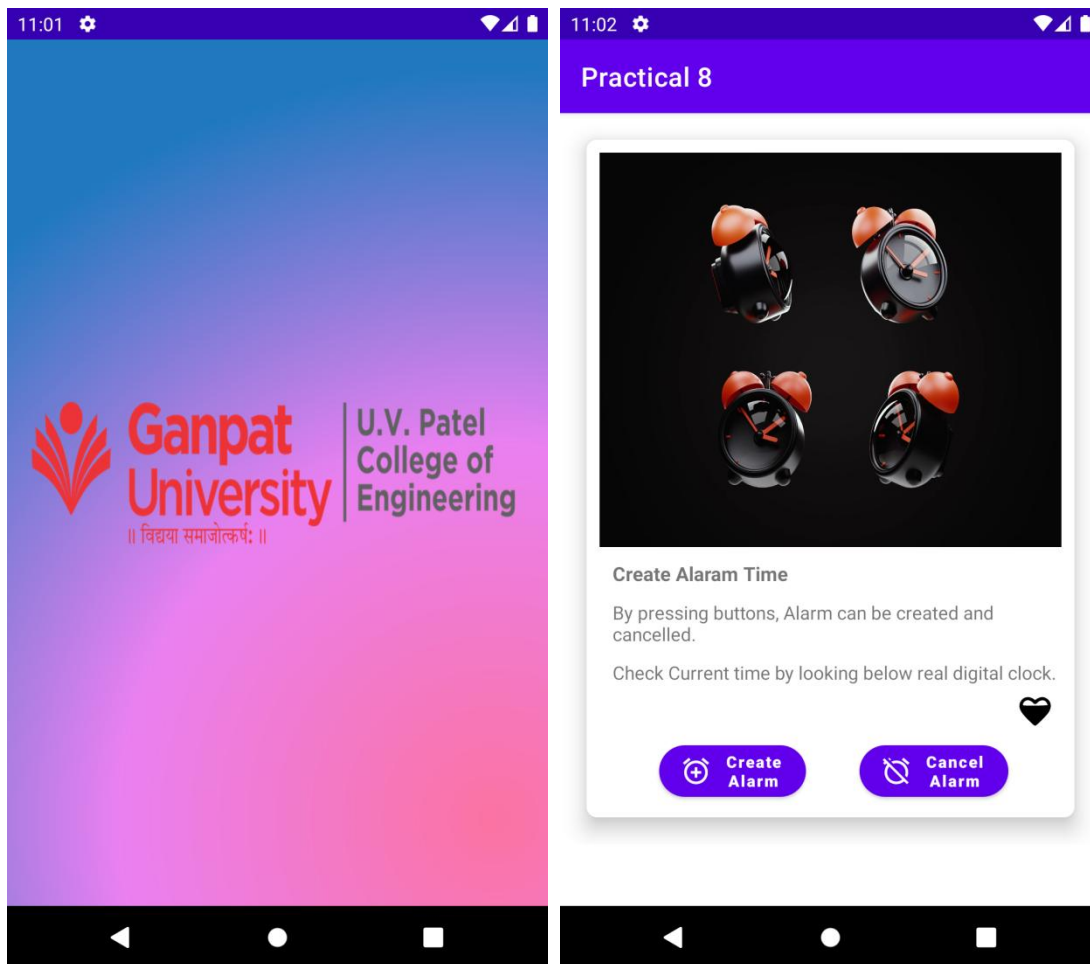 11:01
Ganpat
University
॥ विद्यया समाजोत्कर्ष: ॥
U.V. Patel
College of
Engineering
11:02
Practical 8
Create Alaram Time
By pressing buttons, Alarm can be created and
cancelled.
Check Current time by looking below real digital clock.
Create
Alarm
Cancel
Alarm